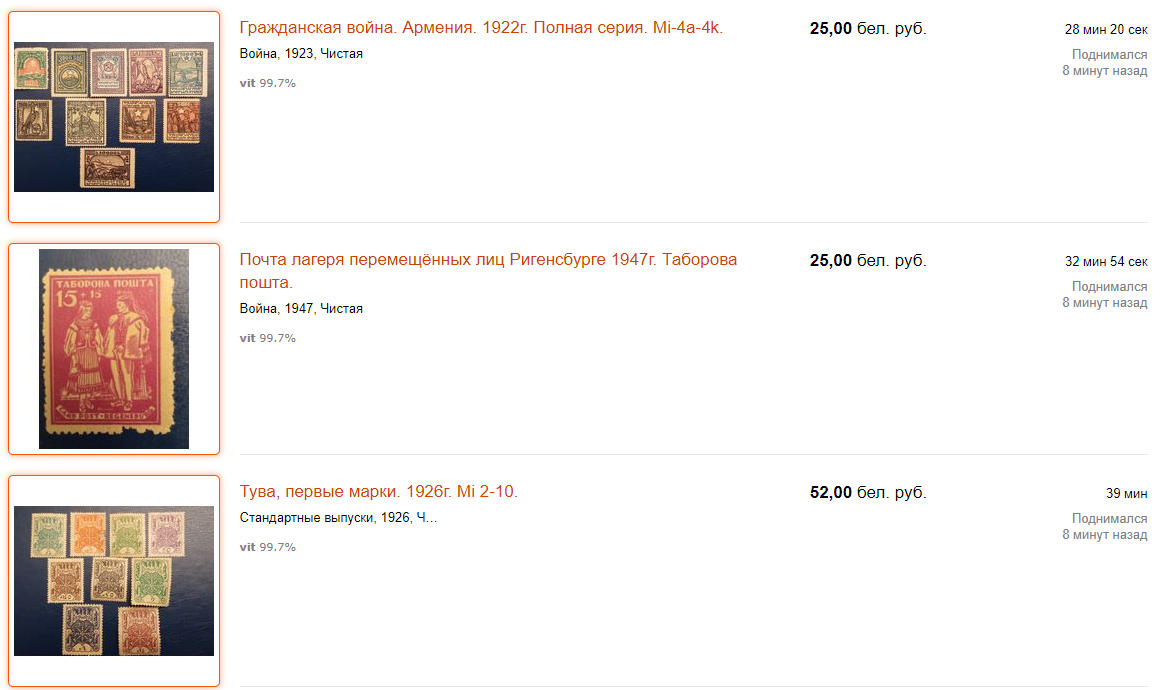 Гражданская война. Армения. 1922г. Полная серия. Mi-4a-4k.
25,00 бел. руб.
28 мин 20 сек
Война, 1923, Чистая
Поднимался
8 минут назад
vit 99.7%
Почта лагеря перемещённых лиц Ригенсбурге 1947г. Таборова
пошта.
25,00 бел. руб.
32 мин 54 сек
Война, 1947, Чистая
Поднимался
8 минут назад
vit 99.7%
ТАБОРОВА ПОШТА
15 + 15
Тува, первые марки. 1926г. Mi 2-10.
52,00 бел. руб.
39 мин
Стандартные выпуски, 1926, Ч...
Поднимался
8 минут назад
vit 99.7%